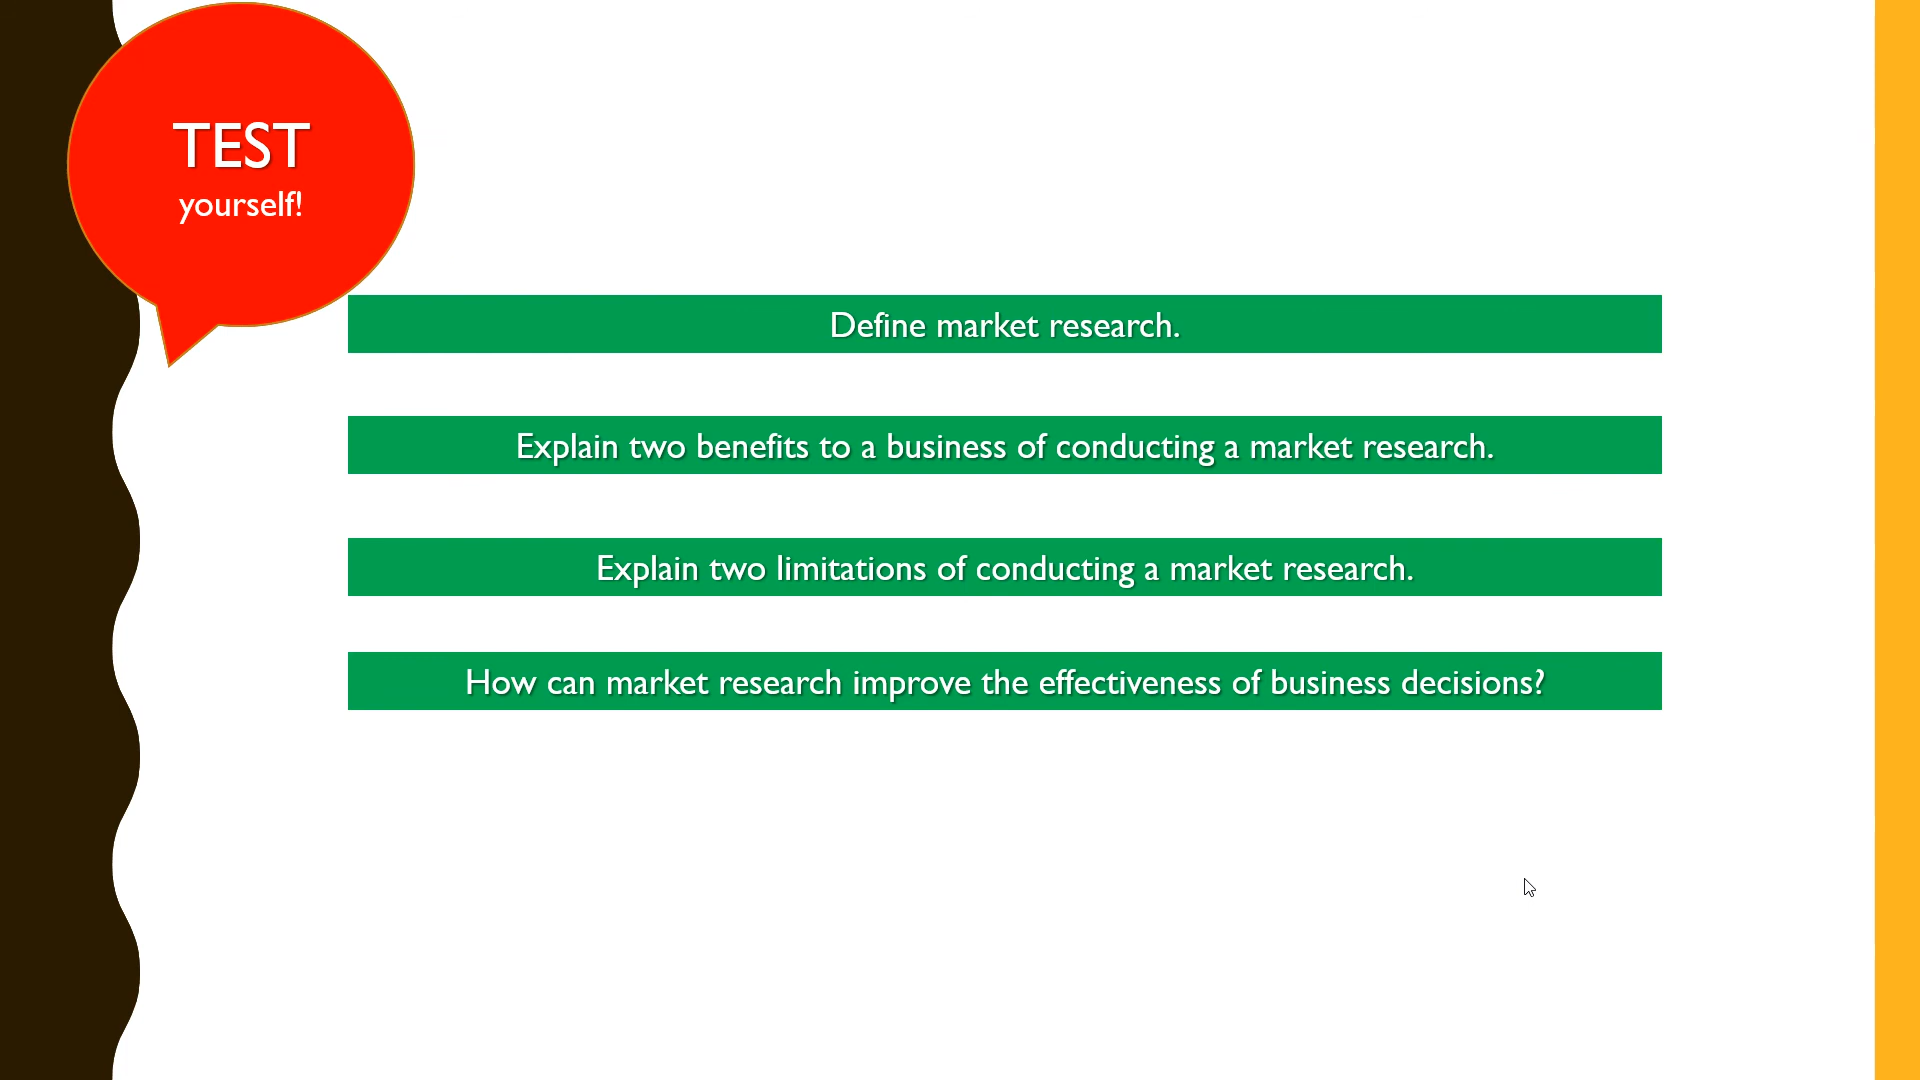 TEST
yourself!
Define market research.
Explain two benefits to a business of conducting a market research.
Explain two limitations of conducting a market research.
How can market research improve the effectiveness of business decisions?